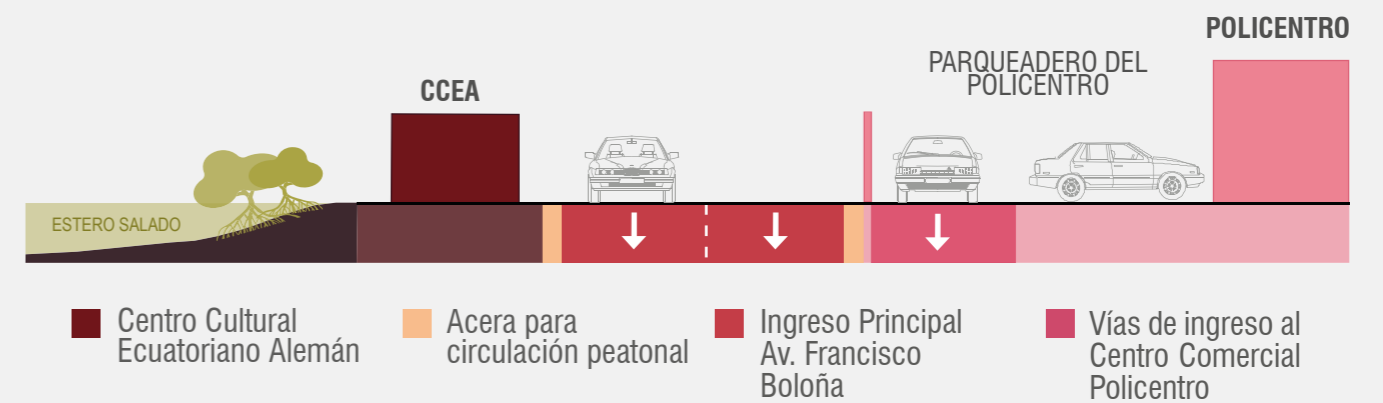 POLICENTRO
PARQUEADERO DEL
POLICENTRO
CCEA
ESTERO SALADO
Centro Cultural
Ecuatoriano Alemán
Acera para
circulación peatonal
Ingreso Principal
Av. Francisco
Boloña
Vías de ingreso al
Centro Comercial
Policentro